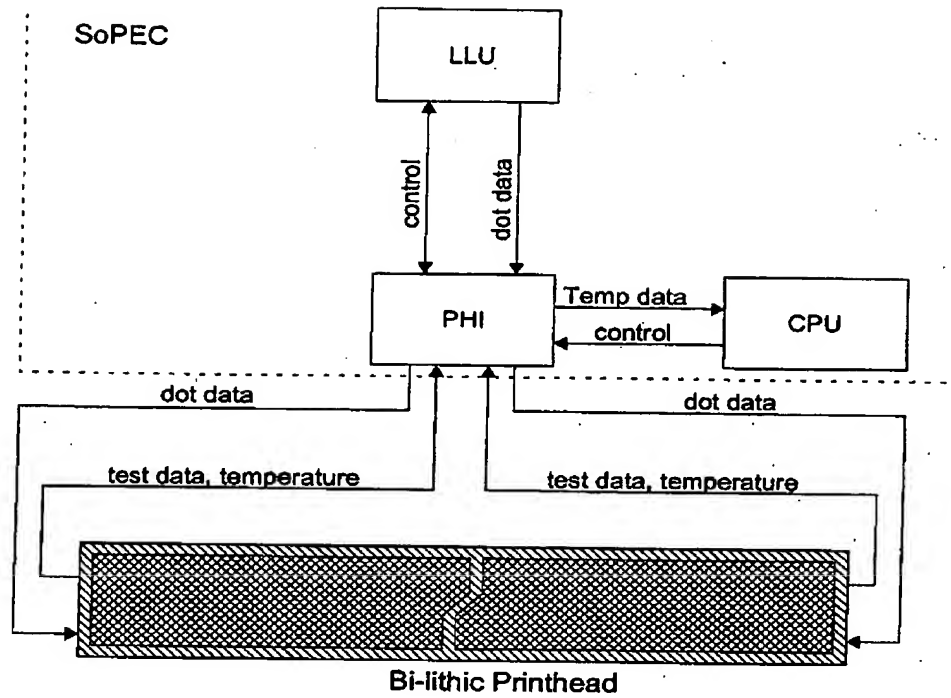 SoPEC
LLU
control
dot data
PHI
Temp data
control
CPU
dot data
dot data
test data, temperature
test data, temperature
Bi-lithic Printhead